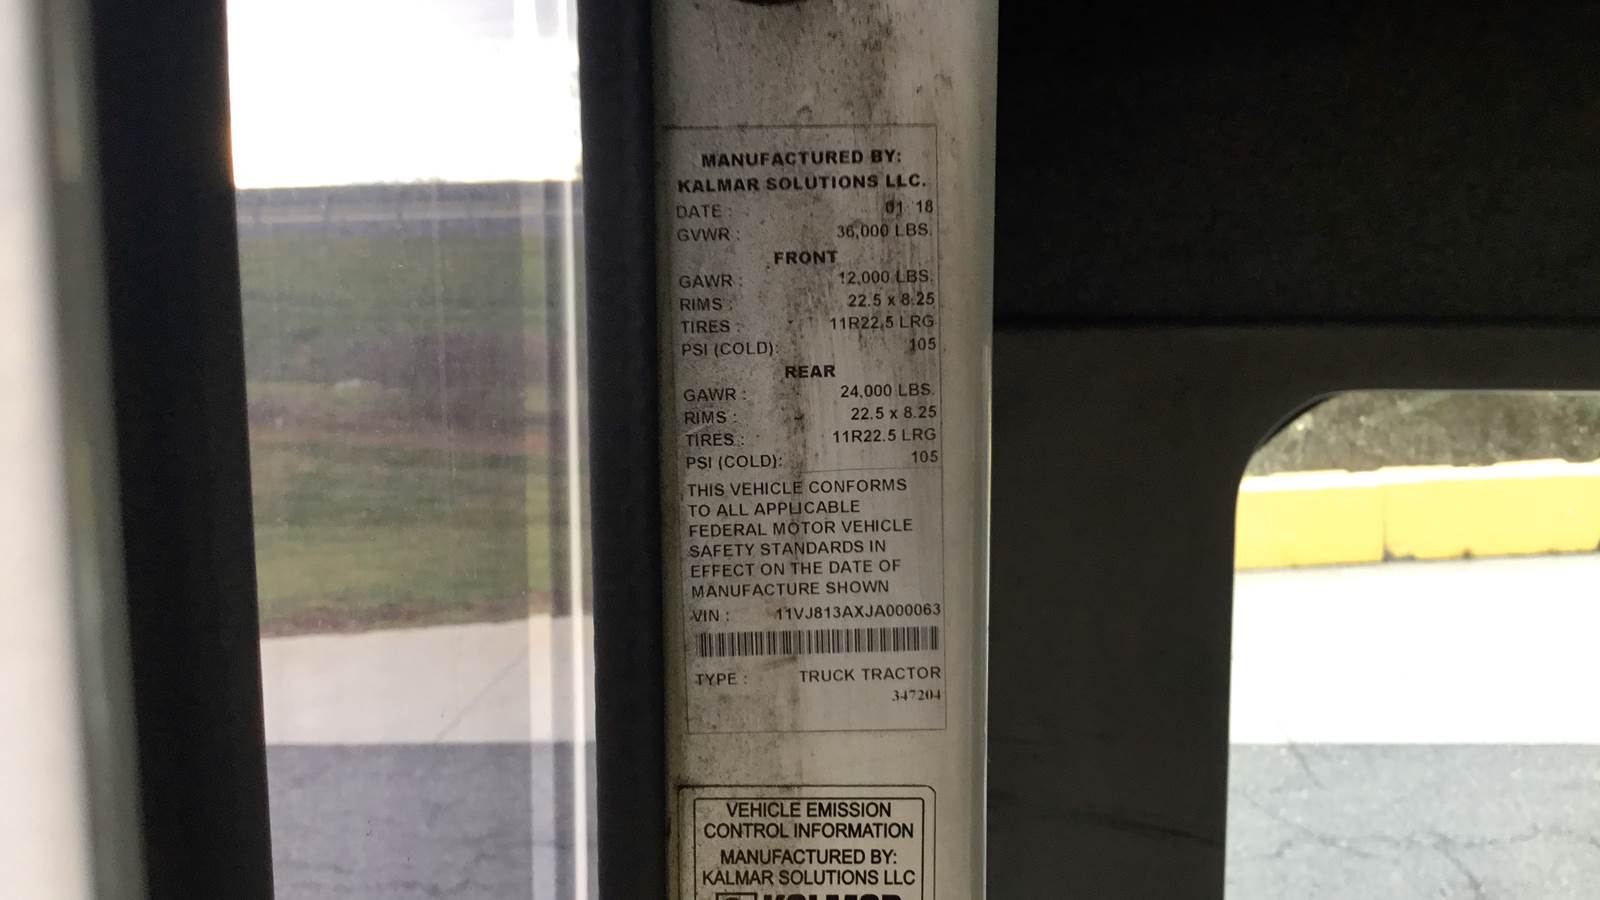 MANUFACTURED BY:
KALMAR SOLUTIONS LLC.
DATE : 01 18
GVWR : 36,000 LBS.
FRONT
GAWR : 12,000 LBS.
RIMS : 22.5 x 8.25
TIRES : 11R22.5 LRG
PSI (COLD): 105
REAR
GAWR : 24,000 LBS.
RIMS : 22.5 x 8.25
TIRES : 11R22.5 LRG
PSI (COLD): 105
THIS VEHICLE CONFORMS
TO ALL APPLICABLE
FEDERAL MOTOR VEHICLE
SAFETY STANDARDS IN
EFFECT ON THE DATE OF
MANUFACTURE SHOWN
VIN : 11VJ813AXJA000063
TYPE : TRUCK TRACTOR
347204
VEHICLE EMISSION
CONTROL INFORMATION
MANUFACTURED BY:
KALMAR SOLUTIONS LLC
KALMAR